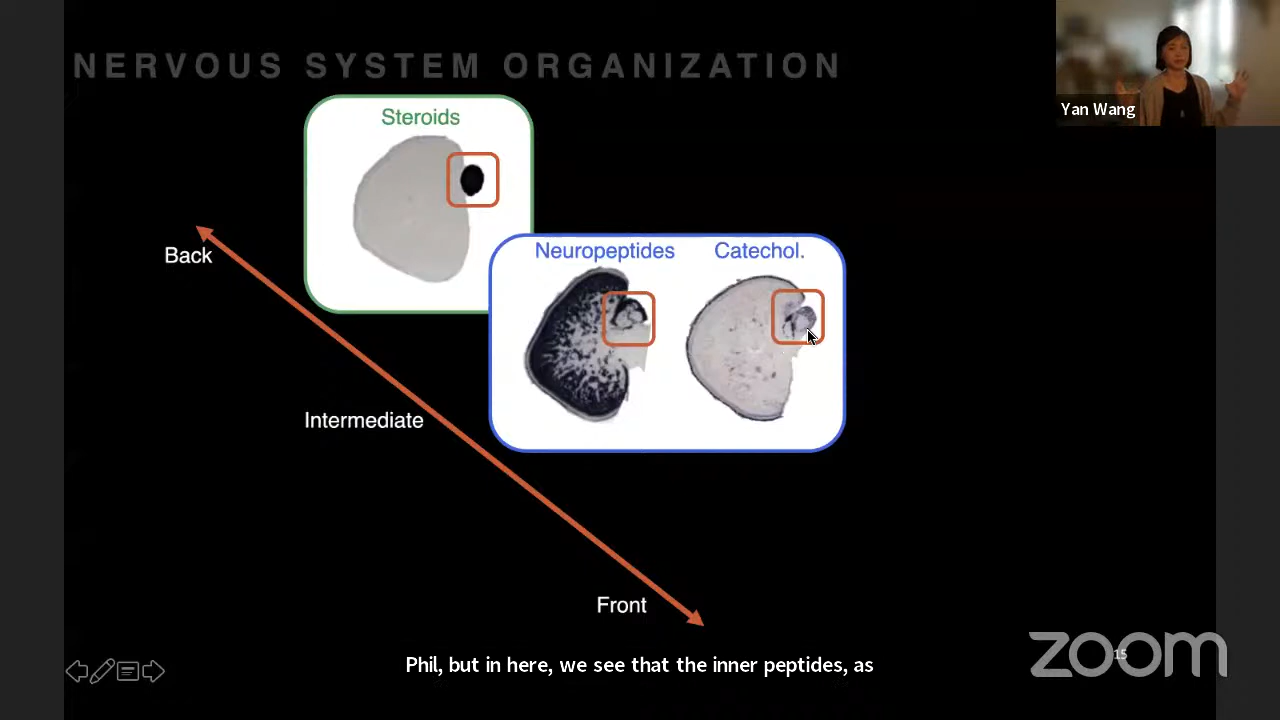 NERVOUS SYSTEM ORGANIZATION
Yan Wang
Steroids
Back
Neuropeptides
Catechol.
Intermediate
Front
Phil, but in here, we see that the inner peptides, as
zoom
15